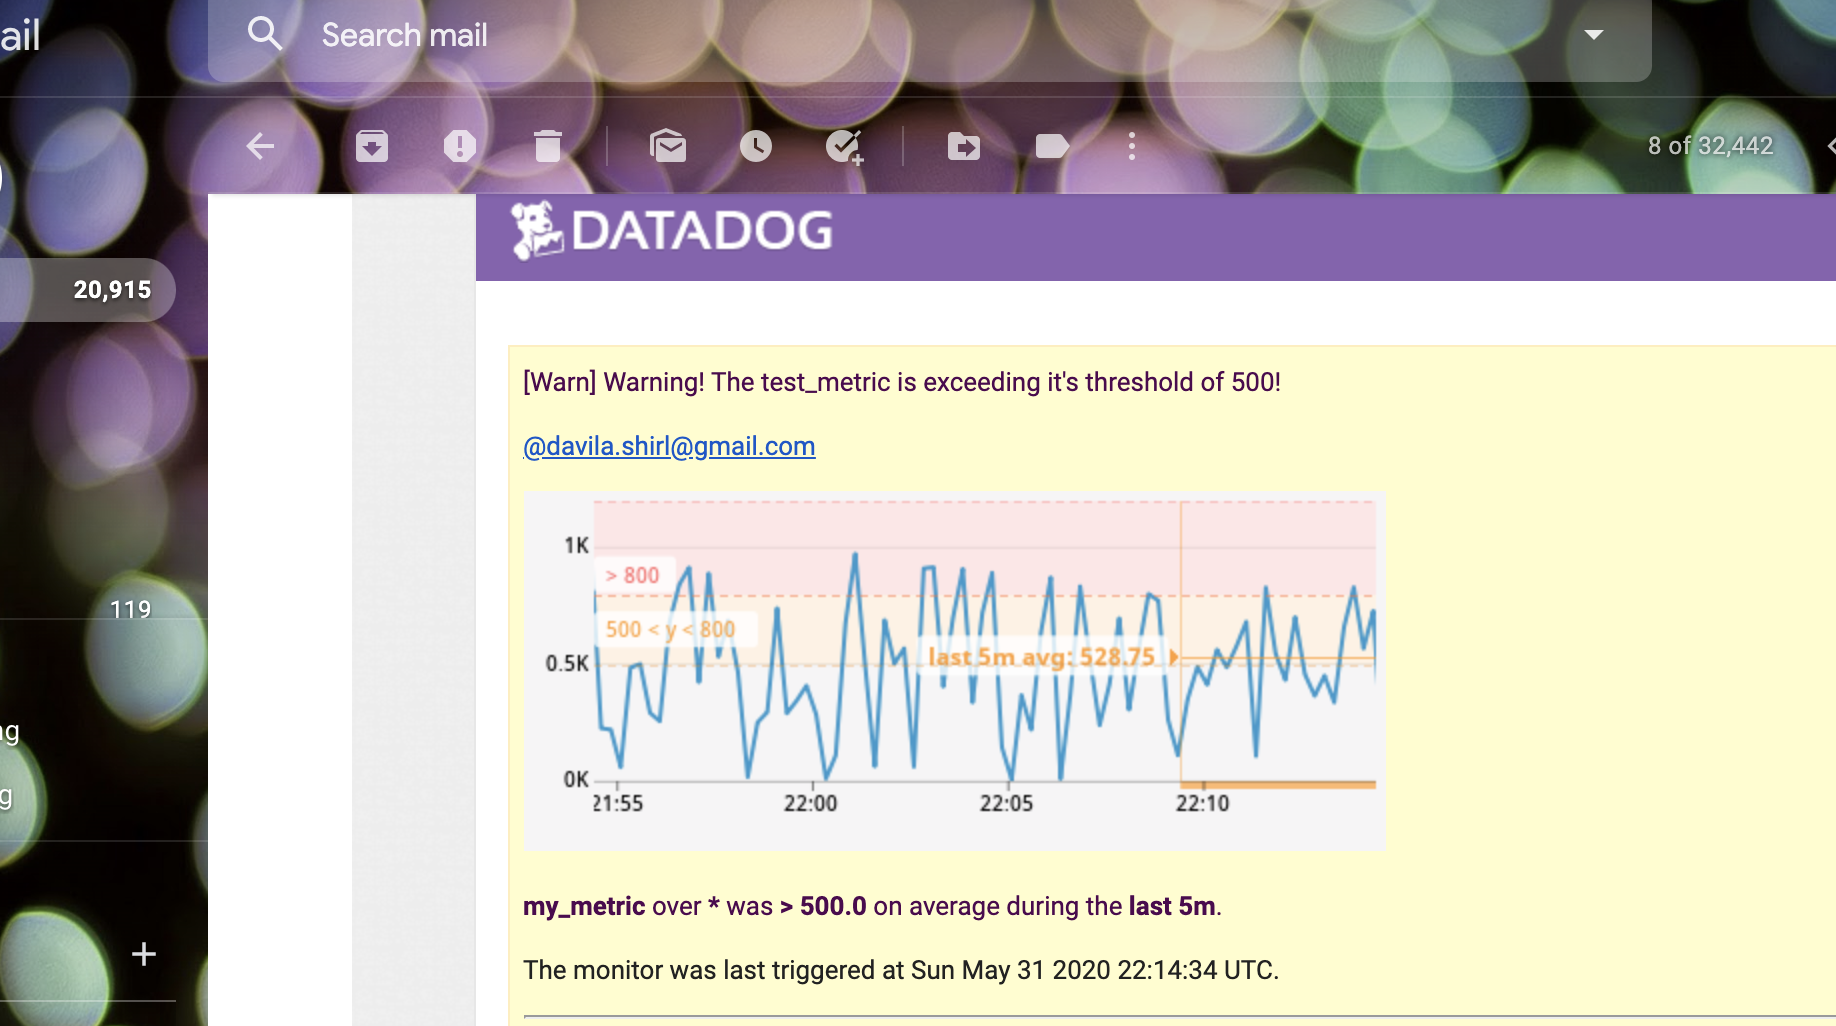 ail
Search mail
8 of 32,442
20,915
119
ng
g
DATADOG
[Warn] Warning! The test_metric is exceeding it's threshold of 500!
@davila.shirl@gmail.com
1K
> 800
500 < y < 800
0.5K
last 5m avg: 528.75
0K
21:55 22:00 22:05 22:10
my_metric over * was > 500.0 on average during the last 5m.
The monitor was last triggered at Sun May 31 2020 22:14:34 UTC.